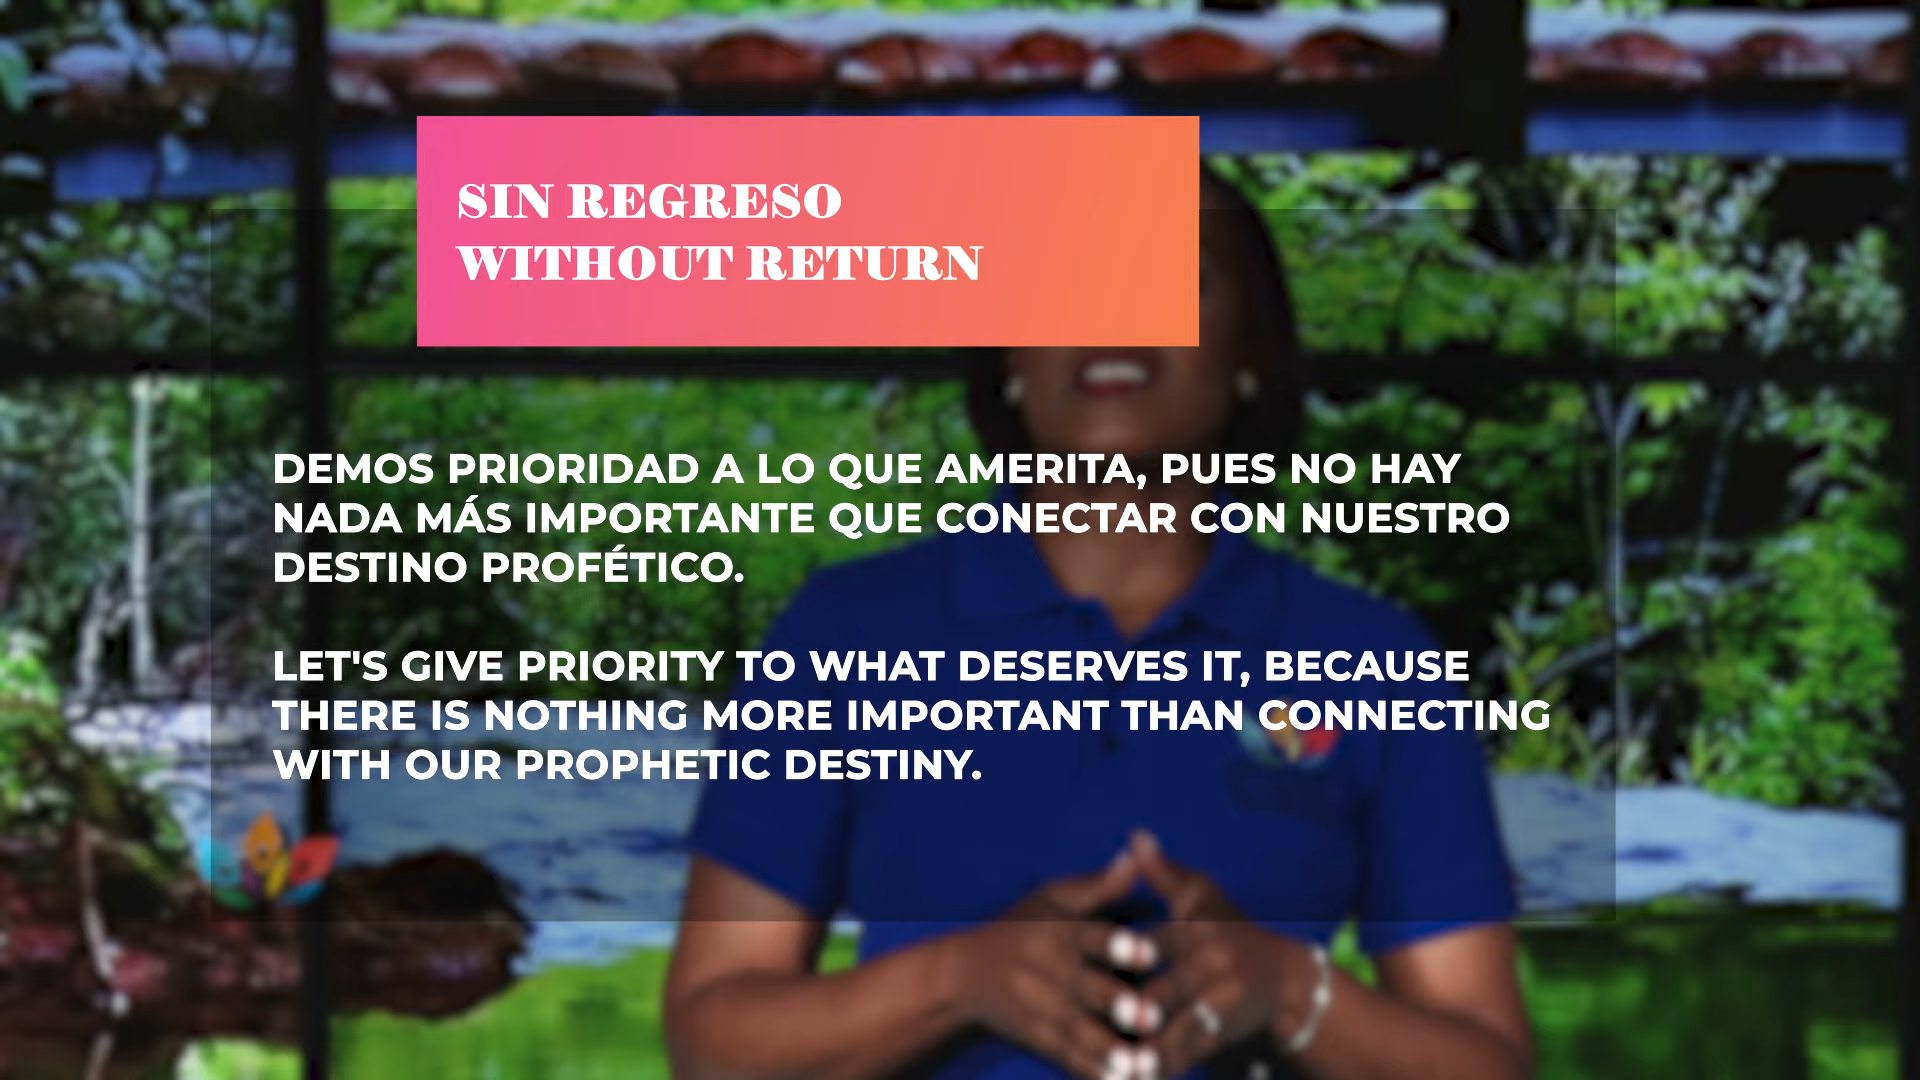 SIN REGRESO
WITHOUT RETURN
DEMOS PRIORIDAD A LO QUE AMERITA, PUES NO HAY
NADA MÁS IMPORTANTE QUE CONECTAR CON NUESTRO
DESTINO PROFÉTICO.
LET'S GIVE PRIORITY TO WHAT DESERVES IT, BECAUSE
THERE IS NOTHING MORE IMPORTANT THAN CONNECTING
WITH OUR PROPHETIC DESTINY.